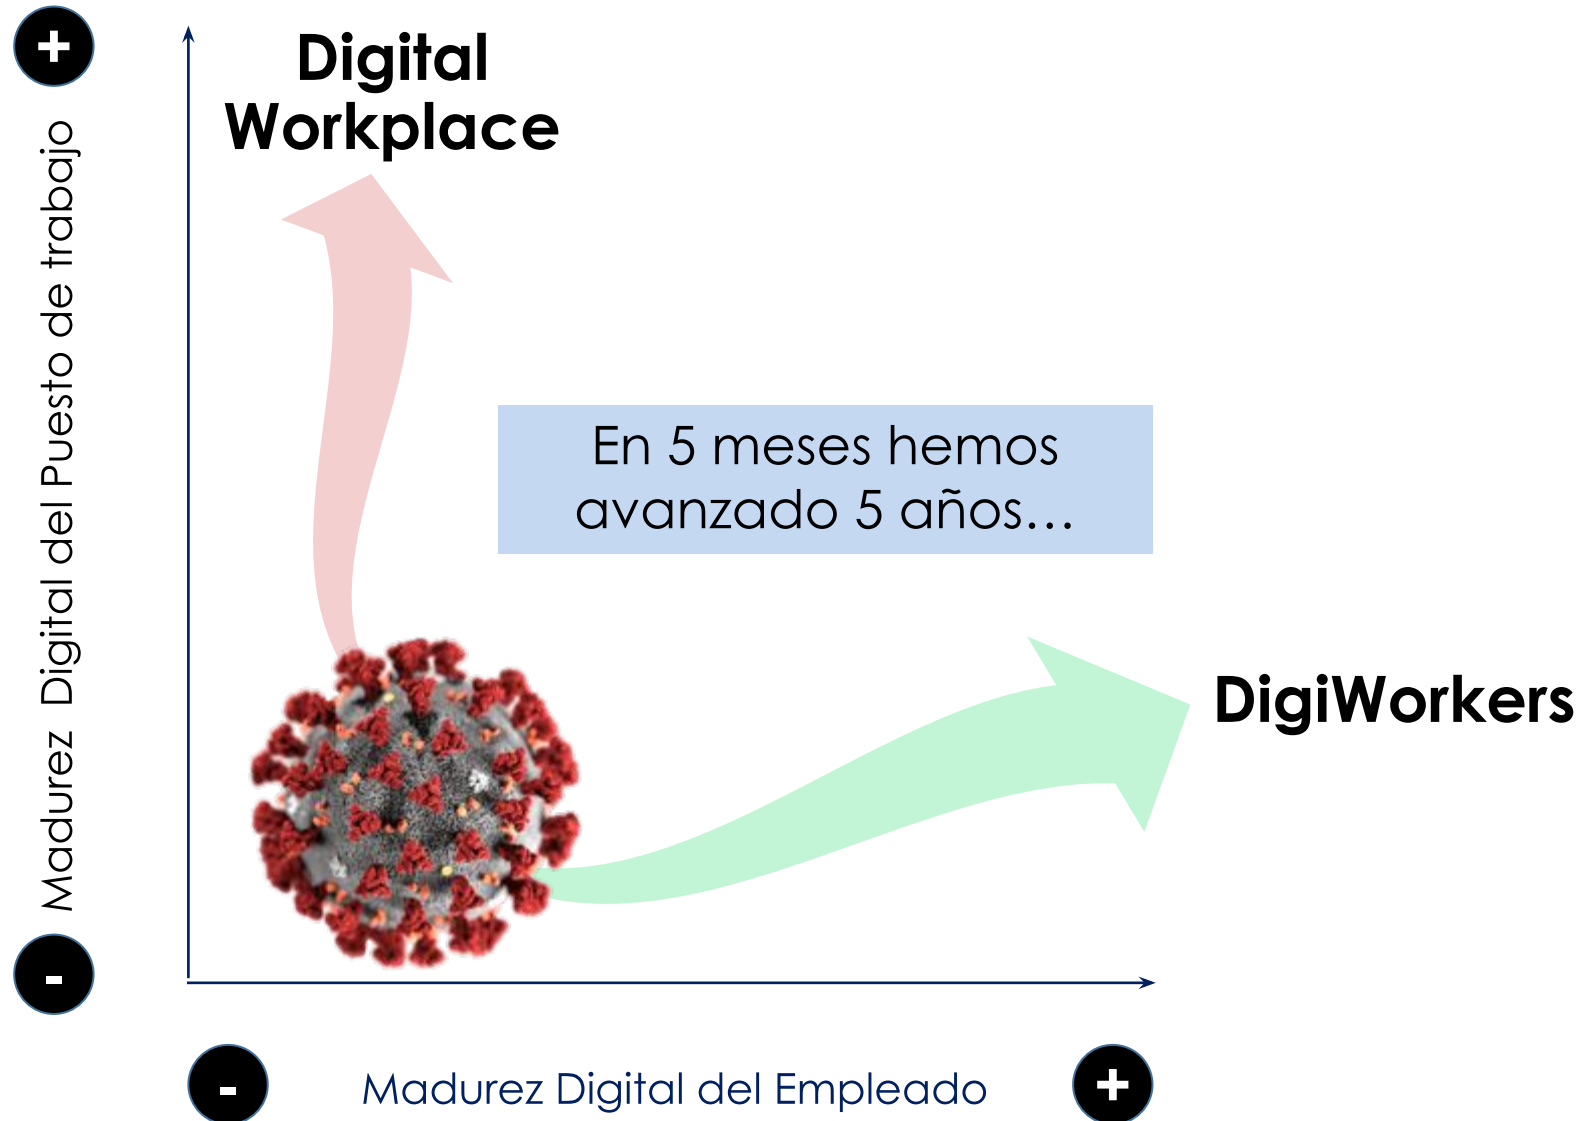 +
Digital
Workplace
Madurez Digital del Puesto de trabajo
En 5 meses hemos
avanzado 5 años...
DigiWorkers
-
-
Madurez Digital del Empleado
+